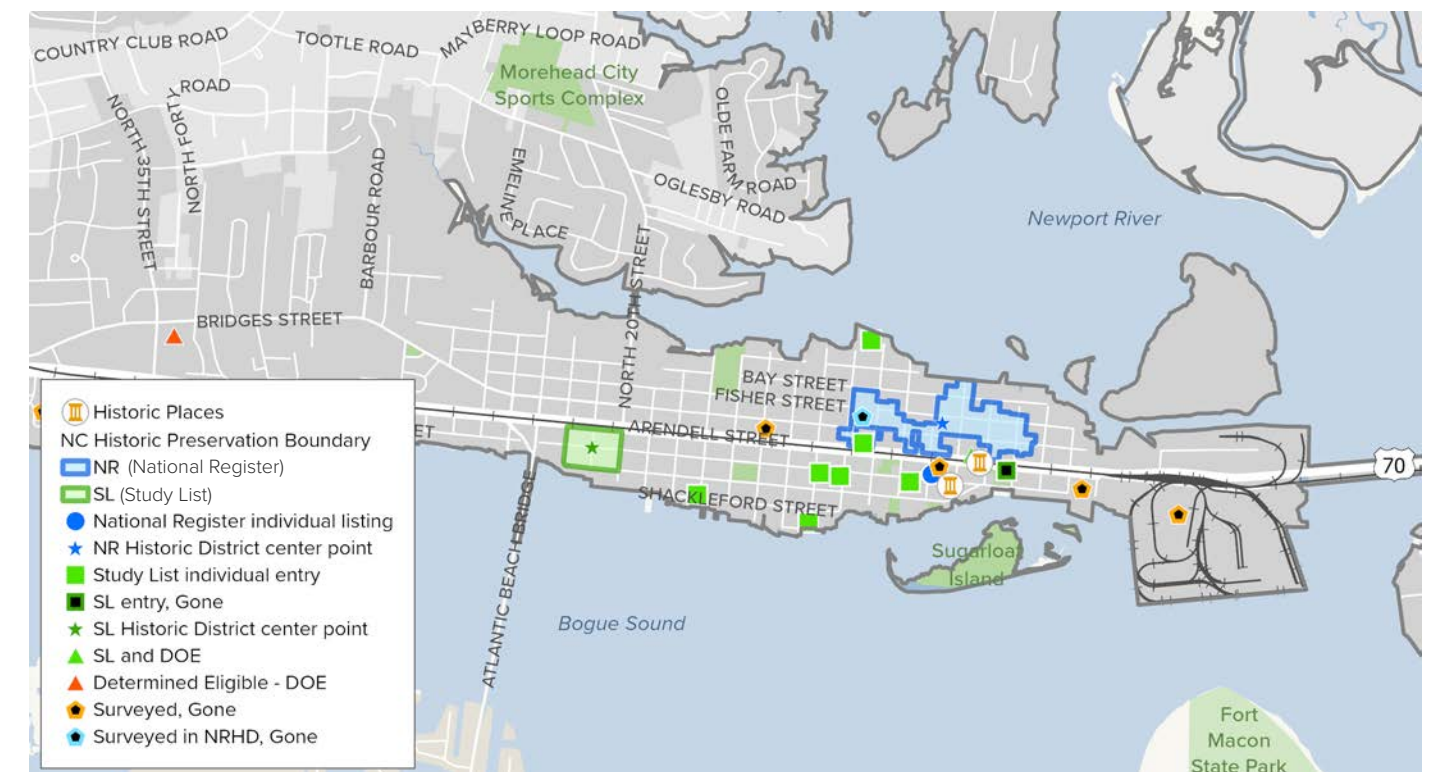 COUNTRY CLUB ROAD
TOOTLE ROAD
MAYBERRY LOOP ROAD
Morehead City
Sports Complex
NORTH 35TH STREET
NORTH FORTY
ROAD
BARBOUR ROAD
EMELINE
PLACE
OLDE FARM ROAD
OGLESBY ROAD
Newport River
BRIDGES STREET
NORTH 20TH STREET
BAY STREET
FISHER STREET
ARENDELL STREET
ET
SHACKLEFORD STREET
70
ATLANTIC BEACH BRIDGE
Sugarloaf
Island
Bogue Sound
Fort
Macon
State Park
Historic Places
NC Historic Preservation Boundary
NR (National Register)
SL (Study List)
National Register individual listing
NR Historic District center point
Study List individual entry
SL entry, Gone
SL Historic District center point
SL and DOE
Determined Eligible - DOE
Surveyed, Gone
Surveyed in NRHD, Gone